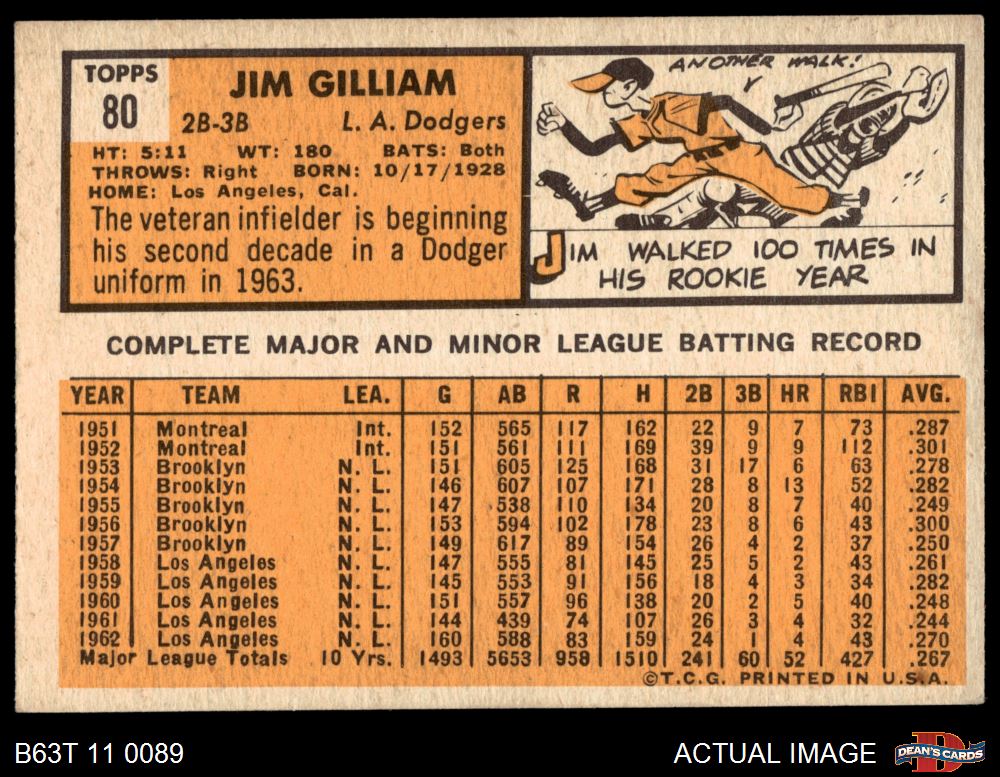 TOPPS
80
JIM GILLIAM
2B-3B L. A. Dodgers
HT: 5:11 WT: 180 BATS: Both
THROWS: Right BORN: 10/17/1928
HOME: Los Angeles, Cal.
The veteran infielder is beginning
his second decade in a Dodger
uniform in 1963.
ANOTHER WALK!
JIM WALKED 100 TIMES IN
HIS ROOKIE YEAR
COMPLETE MAJOR AND MINOR LEAGUE BATTING RECORD
YEAR TEAM LEA. G AB R H 2B 3B HR RBI AVG.
1951 Montreal Int. 152 565 117 162 22 9 7 73 .287
1952 Montreal Int. 151 561 111 169 39 9 9 112 .301
1953 Brooklyn N. L. 151 605 125 168 31 17 6 63 .278
1954 Brooklyn N. L. 146 607 107 171 28 8 13 52 .282
1955 Brooklyn N. L. 147 538 110 134 20 8 7 40 .249
1956 Brooklyn N. L. 153 594 102 178 23 8 6 43 .300
1957 Brooklyn N. L. 149 617 89 154 26 4 2 37 .250
1958 Los Angeles N. L. 147 555 81 145 25 5 2 43 .261
1959 Los Angeles N. L. 145 553 91 156 18 4 3 34 .282
1960 Los Angeles N. L. 151 557 96 138 20 2 5 40 .248
1961 Los Angeles N. L. 144 439 74 107 26 3 4 32 .244
1962 Los Angeles N. L. 160 588 83 159 24 1 4 43 .270
Major League Totals 10 Yrs. 1493 5653 958 1510 241 60 52 427 .267
©T.C.G. PRINTED IN U.S.A.
B63T 11 0089 ACTUAL IMAGE DEAN'S CARDS